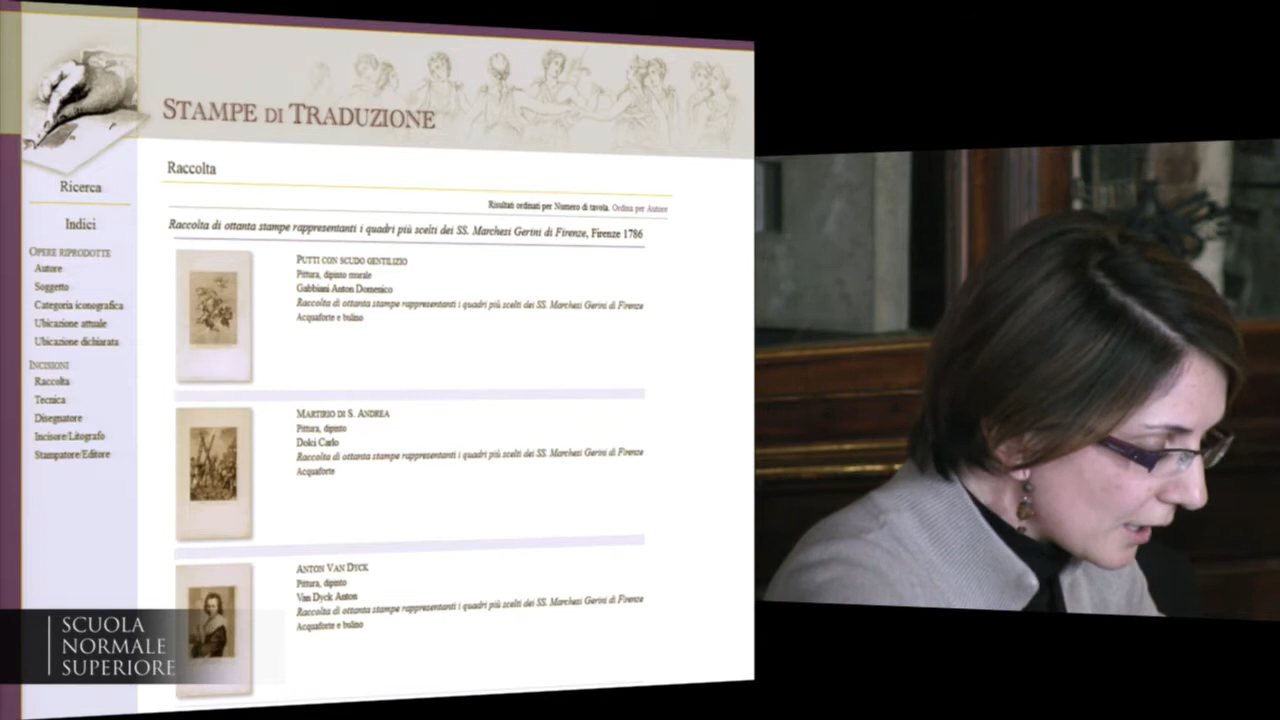 STAMPE DI TRADUZIONE
Ricerca
Indici
OPERE RIPRODOTTE
Autore
Soggetto
Categoria iconografica
Ubicazione attuale
Ubicazione dichiarata
INCISIONI
Raccolta
Tecnica
Disegnatore
Incisore/Litografo
Stampatore/Editore
Raccolta
Risultati ordinati per Numero di tavola. Ordina per Autore
Raccolta di ottanta stampe rappresentanti i quadri più scelti dei SS. Marchesi Gerini di Firenze, Firenze 1786
PUTTI CON SCUDO GENTILIZIO
Pittura, dipinto murale
Gabbiani Anton Domenico
Raccolta di ottanta stampe rappresentanti i quadri più scelti dei SS. Marchesi Gerini di Firenze
Acquaforte e bulino
MARTIRIO DI S. ANDREA
Pittura, dipinto
Dolci Carlo
Raccolta di ottanta stampe rappresentanti i quadri più scelti dei SS. Marchesi Gerini di Firenze
Acquaforte
ANTON VAN DYCK
Pittura, dipinto
Van Dyck Anton
Raccolta di ottanta stampe rappresentanti i quadri più scelti dei SS. Marchesi Gerini di Firenze
Acquaforte e bulino
SCUOLA
NORMALE
SUPERIORE